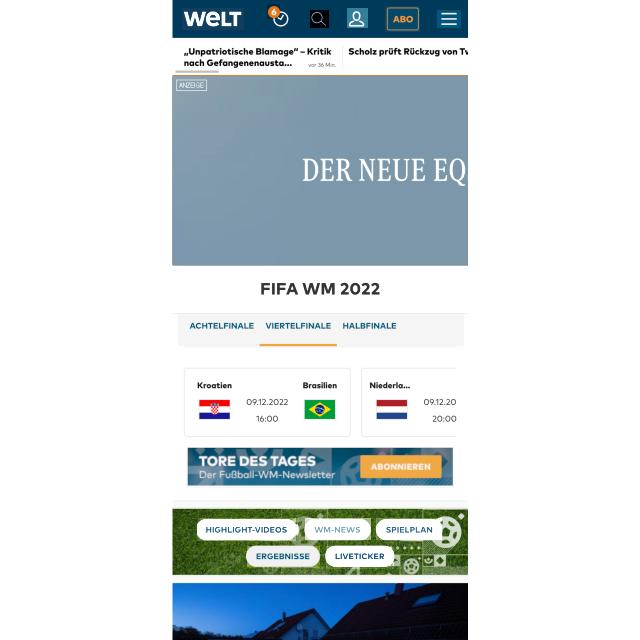 WELT
6
ABO
„Unpatriotische Blamage“ – Kritik
nach Gefangenenausta...
vor 36 Min.
Scholz prüft Rückzug von Tw
ANZEIGE
DER NEUE EQ
FIFA WM 2022
ACHTELFINALE VIERTELFINALE HALBFINALE
Kroatien Brasilien
09.12.2022
16:00
Niederla...
09.12.20
20:00
TORE DES TAGES
Der Fußball-WM-Newsletter
ABONNIEREN
HIGHLIGHT-VIDEOS WM-NEWS SPIELPLAN
ERGEBNISSE LIVETICKER